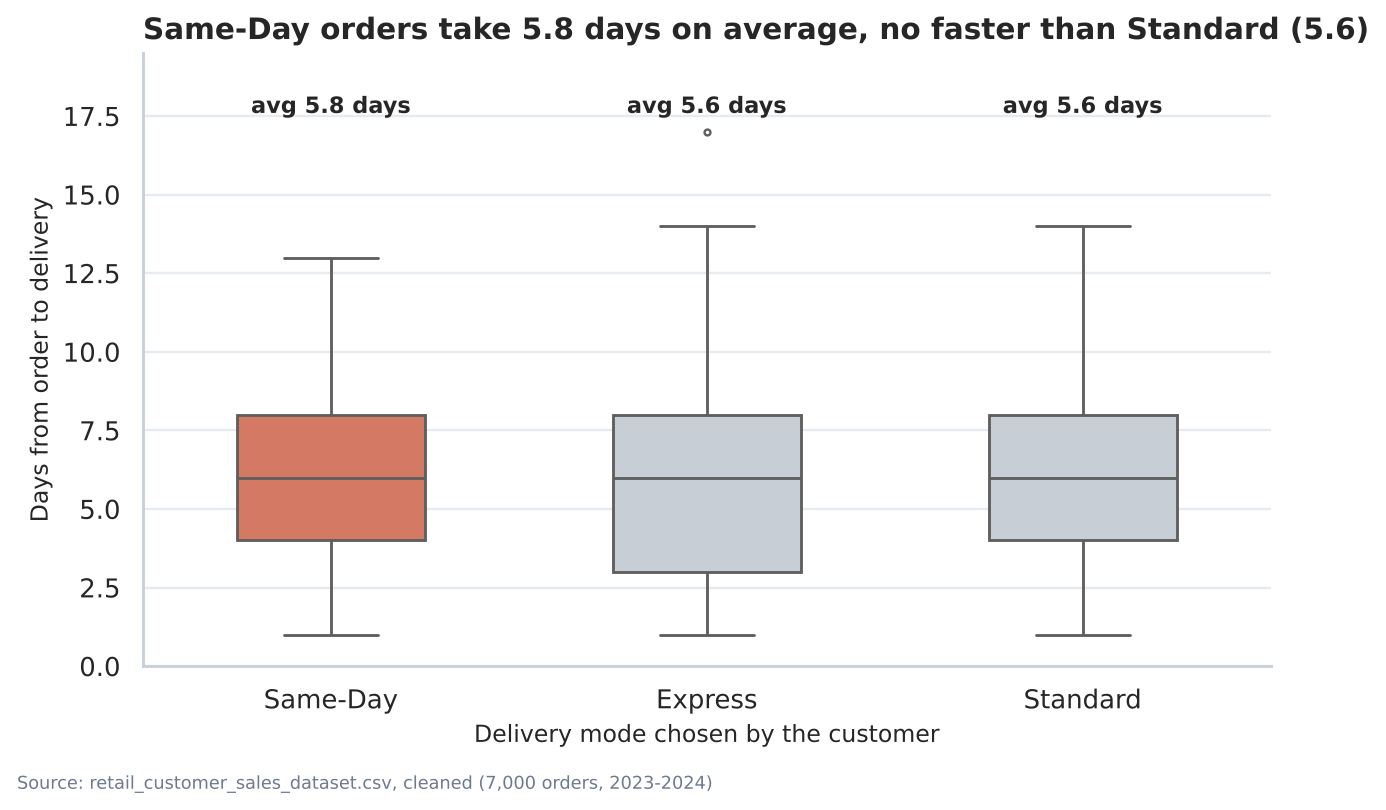 Same-Day orders take 5.8 days on average, no faster than Standard (5.6)
avg 5.8 days
avg 5.6 days
avg 5.6 days
Days from order to delivery
17.5
15.0
12.5
10.0
7.5
5.0
2.5
0.0
Same-Day
Express
Standard
Delivery mode chosen by the customer
Source: retail_customer_sales_dataset.csv, cleaned (7,000 orders, 2023-2024)